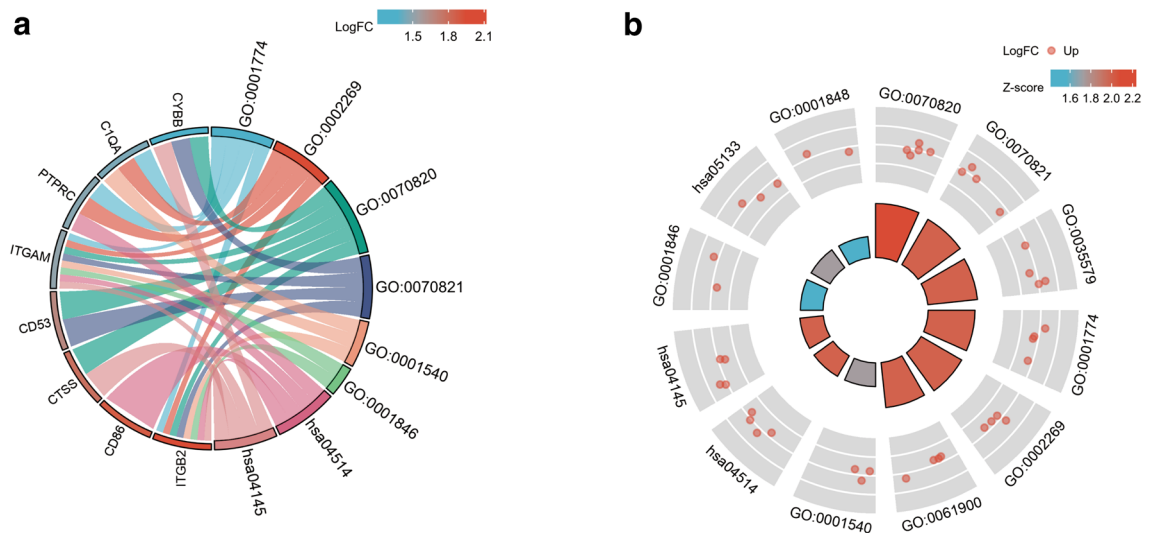 a
LogFC
1.5 1.8 2.1
CYBB
GO:0001774
GO:0002269
C1QA
PTPRC
GO:0070820
ITGAM
GO:0070821
CD53
GO:0001540
CTSS
GO:0001846
CD86
ITGB2
hsa04145
hsa04514
b
LogFC Up
Z-score
1.6 1.8 2.0 2.2
GO:0001848
GO:0070820
GO:0070821
hsa05133
GO:0035579
GO:0001846
GO:0001774
hsa04145
GO:0002269
hsa04514
GO:0001540
GO:0061900